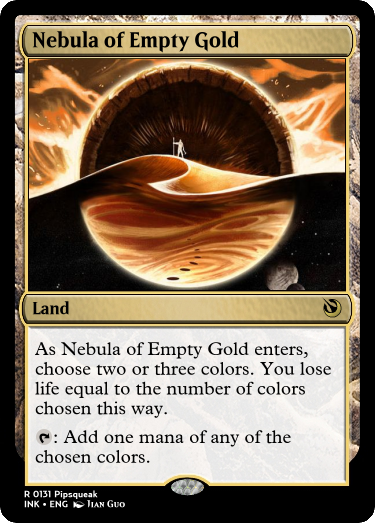 Nebula of Empty Gold
Land
As Nebula of Empty Gold enters,
choose two or three colors. You lose
life equal to the number of colors
chosen this way.
: Add one mana of any of the
chosen colors.
R 0131 Pipsqueak
INK • ENG Jian Guo